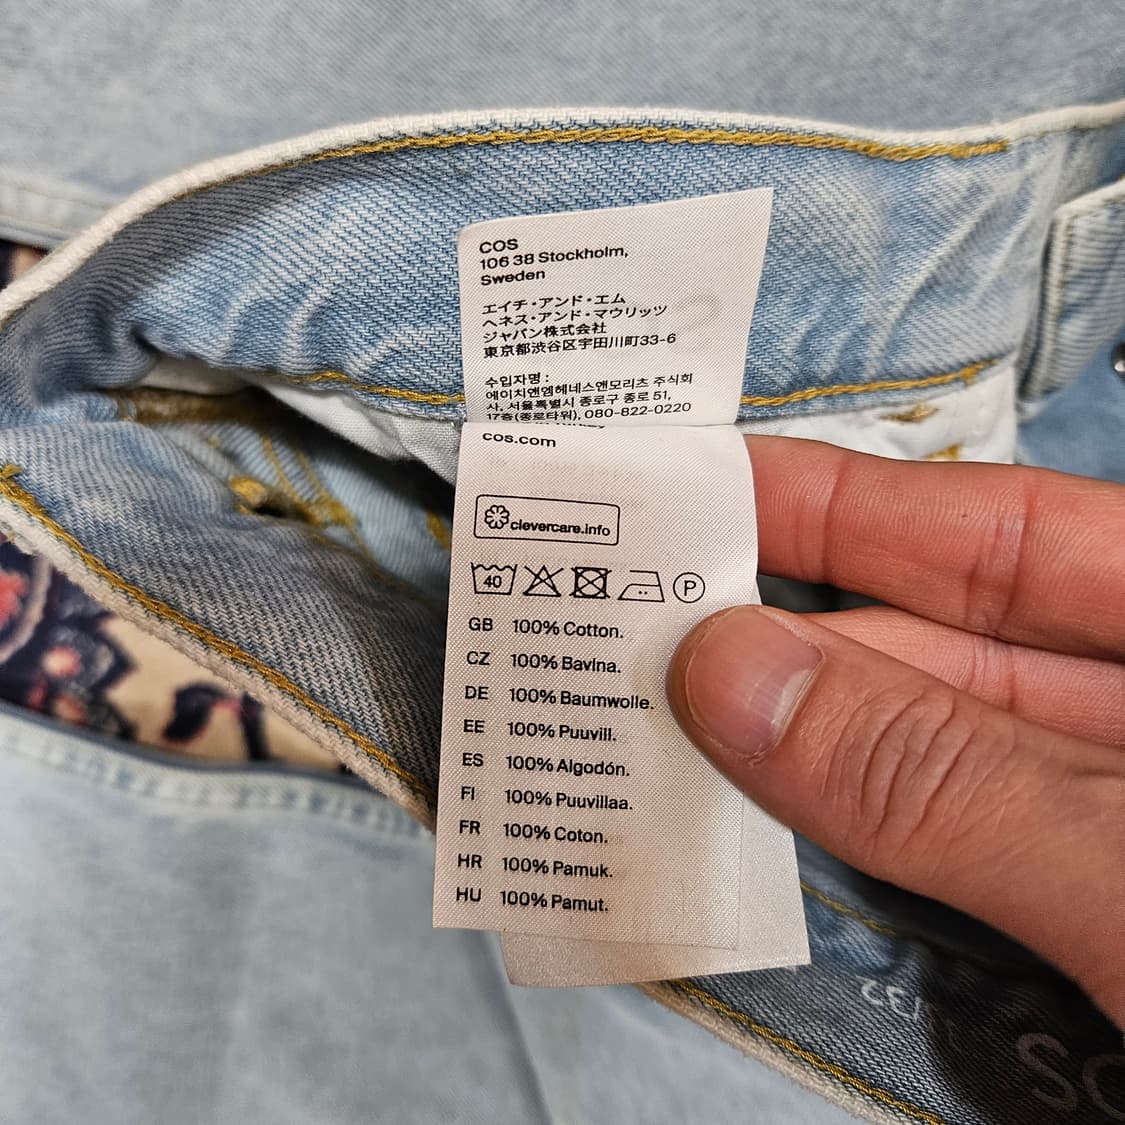 COS
106 38 Stockholm,
Sweden
エイチ・アンド・エム
ヘネス・アンド・マウリッツ
ジャパン株式会社
東京都渋谷区宇田川町33-6
수입자명 :
에이치앤엠헤네스앤모리츠 주식회
사, 서울특별시 종로구 종로 51,
17층(종로타워), 080-822-0220
cos.com
clevercare.info
40 P
GB 100% Cotton.
CZ 100% Bavlna.
DE 100% Baumwolle.
EE 100% Puuvill.
ES 100% Algodón.
FI 100% Puuvillaa.
FR 100% Coton.
HR 100% Pamuk.
HU 100% Pamut.